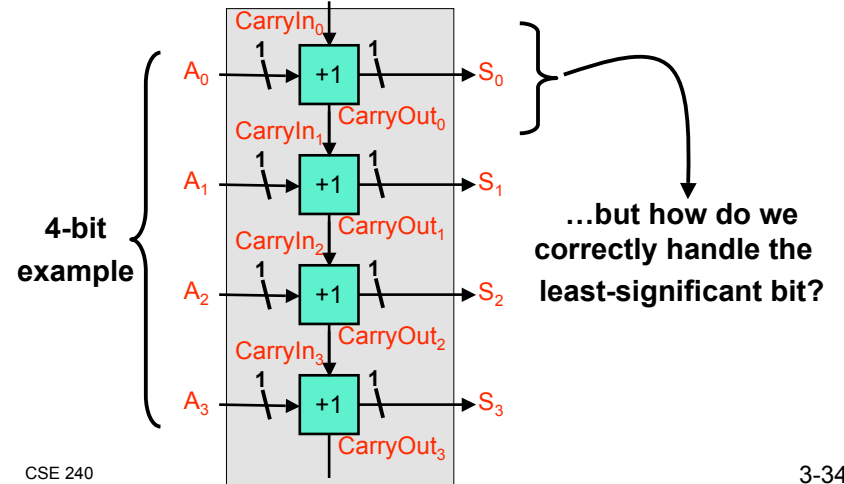 CarryIn₀
1
1
A₀
+1
S₀
CarryOut₀
CarryIn₁
1
1
A₁
+1
S₁
CarryOut₁
4-bit
example
…but how do we
correctly handle the
least-significant bit?
CarryIn₂
1
1
A₂
+1
S₂
CarryOut₂
CarryIn₃
1
1
A₃
+1
S₃
CarryOut₃
CSE 240
3-34